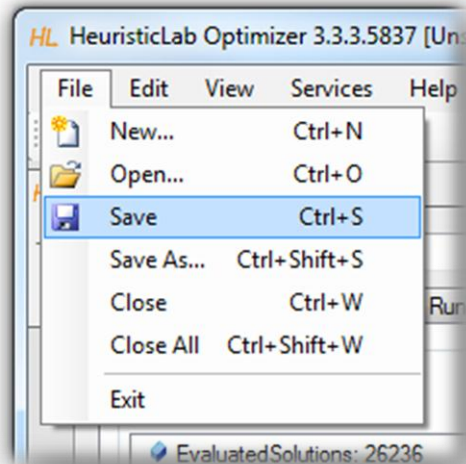 HL HeuristicLab Optimizer 3.3.3.5837 [Uns
File Edit View Services Help
New... Ctrl+N
Open... Ctrl+O
Save Ctrl+S
Save As... Ctrl+Shift+S
Close Ctrl+W
Run
Close All Ctrl+Shift+W
Exit
EvaluatedSolutions: 26236